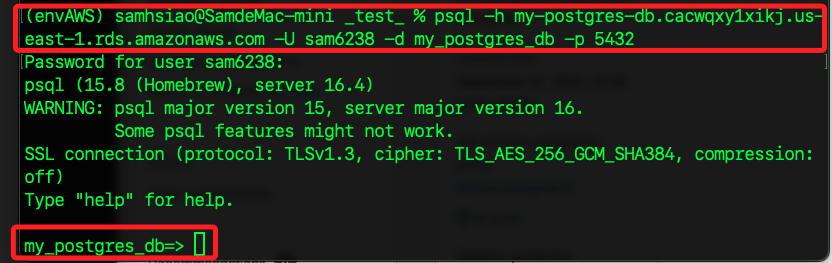 (envAWS) samhsiao@SamdeMac-mini _test_ % psql -h my-postgres-db.cacwqxy1xikj.us-
east-1.rds.amazonaws.com -U sam6238 -d my_postgres_db -p 5432
Password for user sam6238:
psql (15.8 (Homebrew), server 16.4)
WARNING: psql major version 15, server major version 16.
         Some psql features might not work.
SSL connection (protocol: TLSv1.3, cipher: TLS_AES_256_GCM_SHA384, compression:
off)
Type "help" for help.
my_postgres_db=>